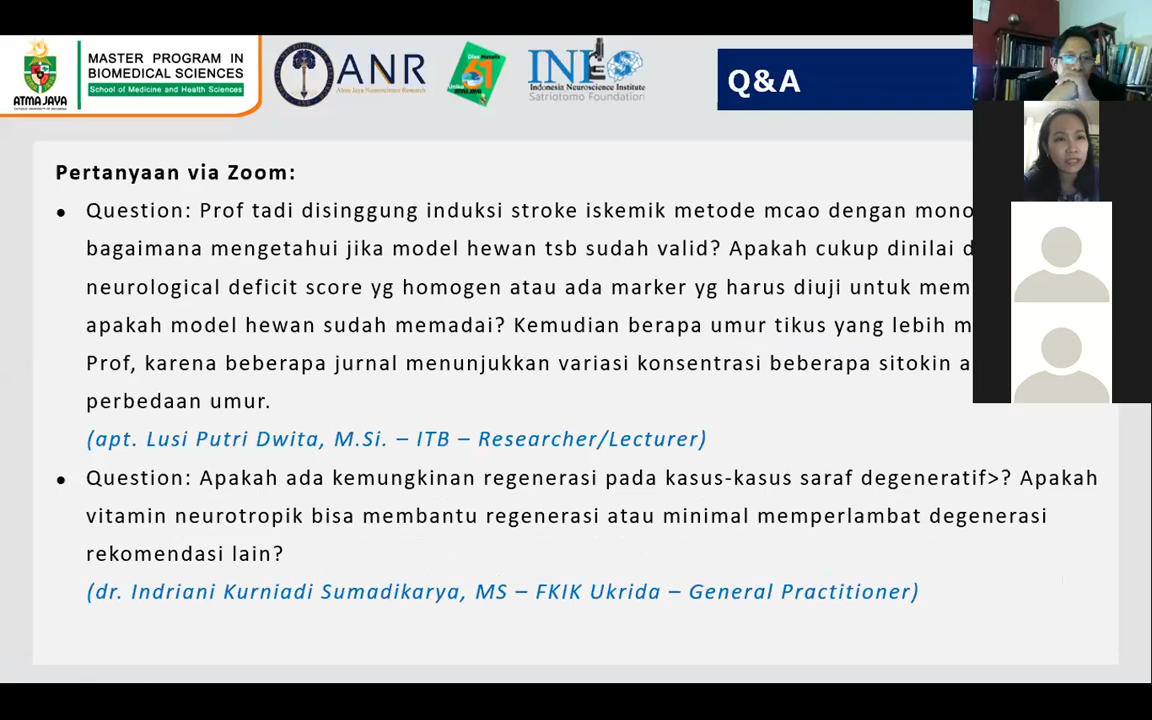 MASTER PROGRAM IN
BIOMEDICAL SCIENCES
School of Medicine and Health Sciences
ATMA JAYA
ANR
Atma Jaya Neuroscience Research
61
INI
Indonesia Neuroscience Institute
Satriotomo Foundation
Q&A
Pertanyaan via Zoom:
Question: Prof tadi disinggung induksi stroke iskemik metode mcao dengan mono
bagaimana mengetahui jika model hewan tsb sudah valid? Apakah cukup dinilai d
neurological deficit score yg homogen atau ada marker yg harus diuji untuk mem
apakah model hewan sudah memadai? Kemudian berapa umur tikus yang lebih m
Prof, karena beberapa jurnal menunjukkan variasi konsentrasi beberapa sitokin a
perbedaan umur.
(apt. Lusi Putri Dwita, M.Si. – ITB – Researcher/Lecturer)
Question: Apakah ada kemungkinan regenerasi pada kasus-kasus saraf degeneratif>? Apakah
vitamin neurotropik bisa membantu regenerasi atau minimal memperlambat degenerasi
rekomendasi lain?
(dr. Indriani Kurniadi Sumadikarya, MS – FKIK Ukrida – General Practitioner)